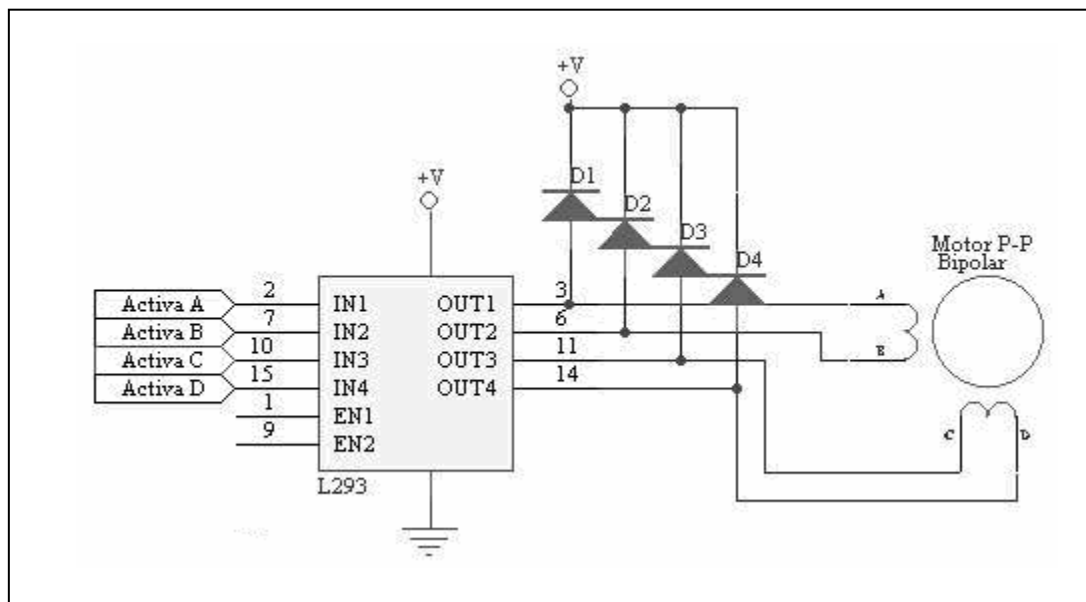 +V
+V
D1
D2
D3
D4
Motor P-P
Bipolar
Activa A
2
IN1
OUT1
3
A
Activa B
7
IN2
OUT2
6
Activa C
10
IN3
OUT3
11
B
Activa D
15
IN4
OUT4
14
1
EN1
9
EN2
C
D
L293